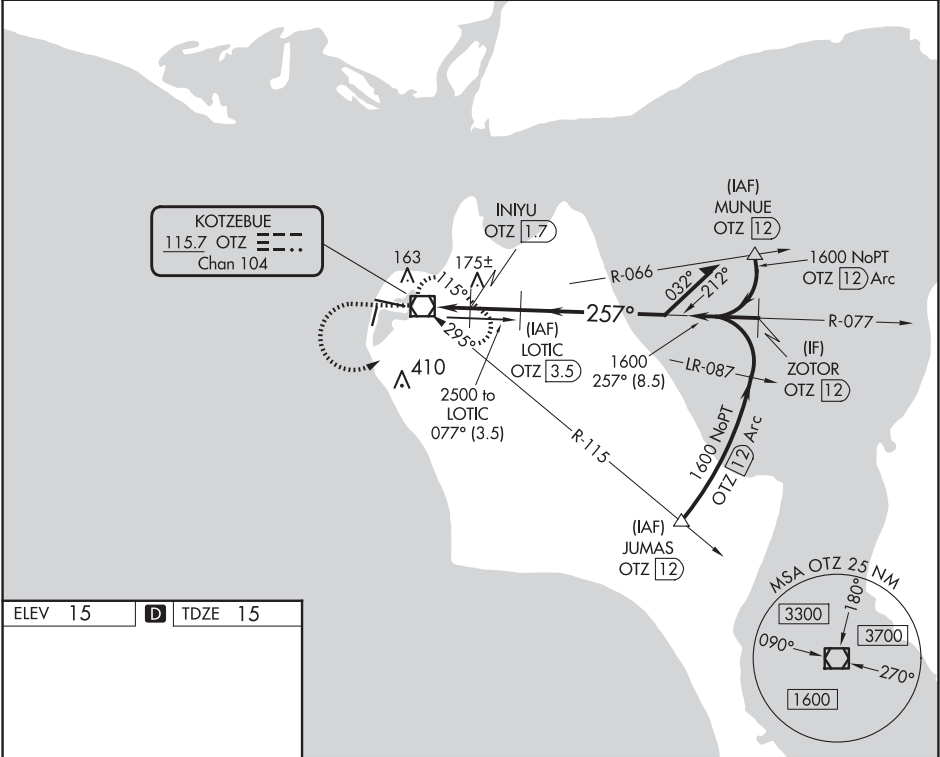 KOTZEBUE
115.7 OTZ
Chan 104
163
INIYU
OTZ 1.7
175±
115°
295°
410
(IAF)
LOTIC
OTZ 3.5
2500 to
LOTIC
077° (3.5)
257°
1600
257° (8.5)
R-066
032°
212°
(IAF)
MUNUE
OTZ 12
1600 NoPT
OTZ 12 Arc
R-077
(IF)
ZOTOR
OTZ 12
LR-087
1600 NoPT
OTZ 12 Arc
R-115
(IAF)
JUMAS
OTZ 12
MSA OTZ 25 NM
3300
180°
3700
090°
270°
1600
ELEV 15 D TDZE 15